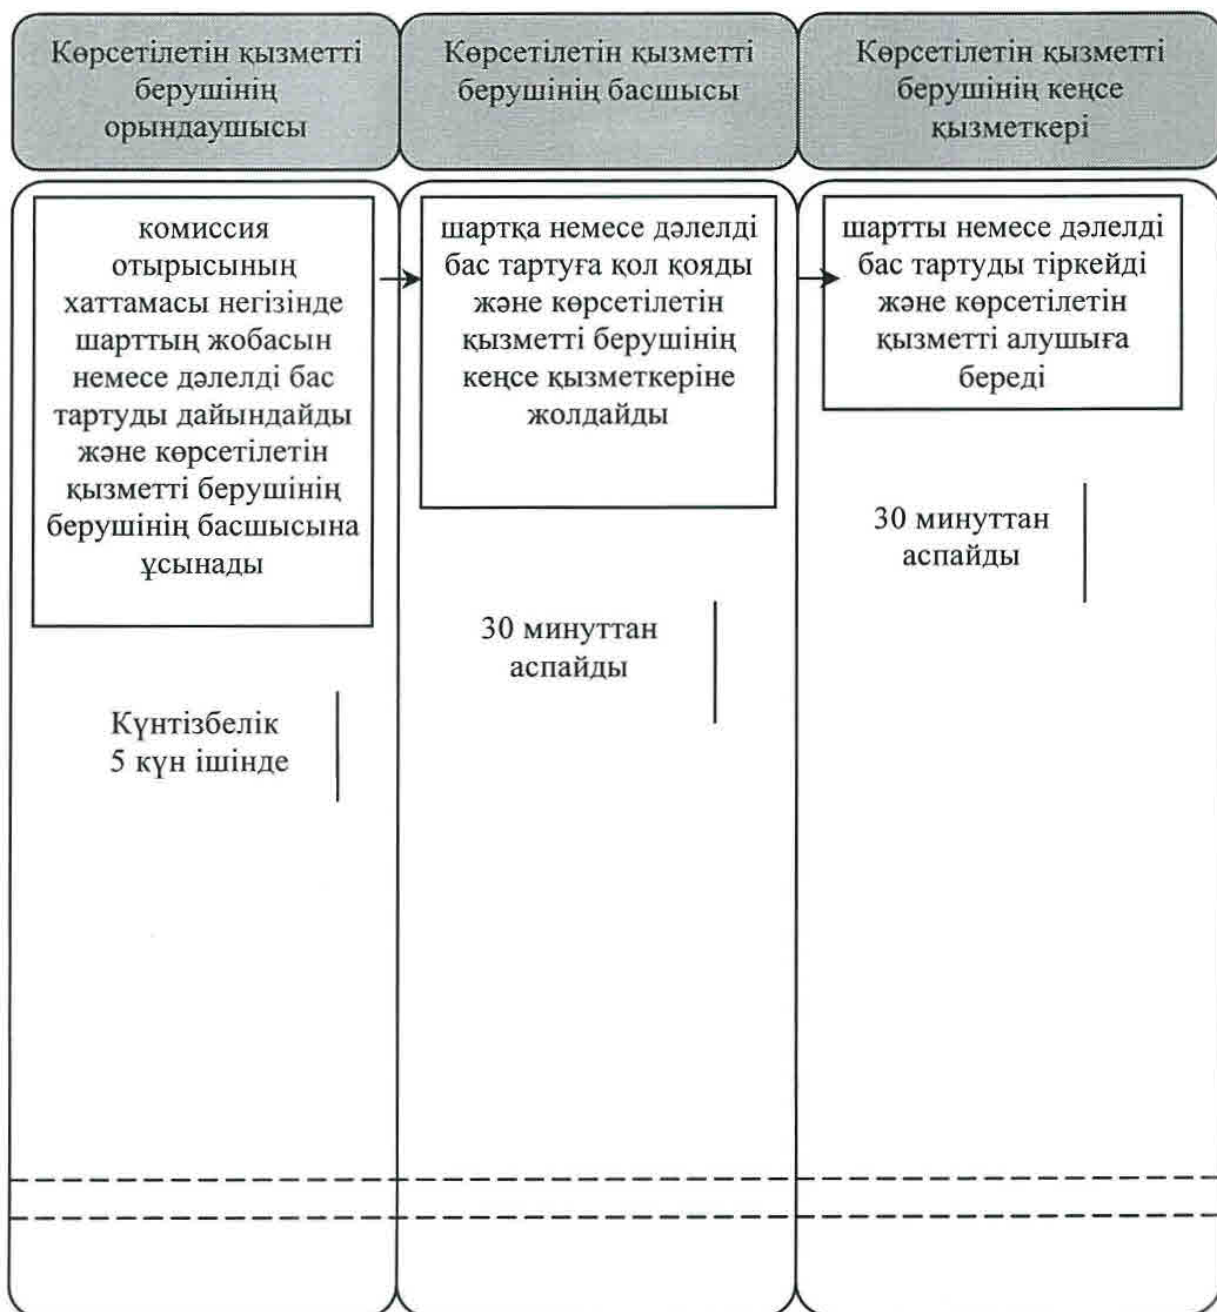 Көрсетілетін қызметті
берушінің
орындаушысы
Көрсетілетін қызметті
берушінің басшысы
Көрсетілетін қызметті
берушінің кеңсе
қызметкері
комиссия
отырысының
хаттамасы негізінде
шарттың жобасын
немесе дәлелді бас
тартуды дайындайды
және көрсетілетін
қызметті берушінің
берушінің басшысына
ұсынады
Күнтізбелік
5 күн ішінде
шартқа немесе дәлелді
бас тартуға қол қояды
және көрсетілетін
қызметті берушінің
кеңсе қызметкеріне
жолдайды
30 минуттан
аспайды
шартты немесе дәлелді
бас тартуды тіркейді
және көрсетілетін
қызметті алушыға
береді
30 минуттан
аспайды